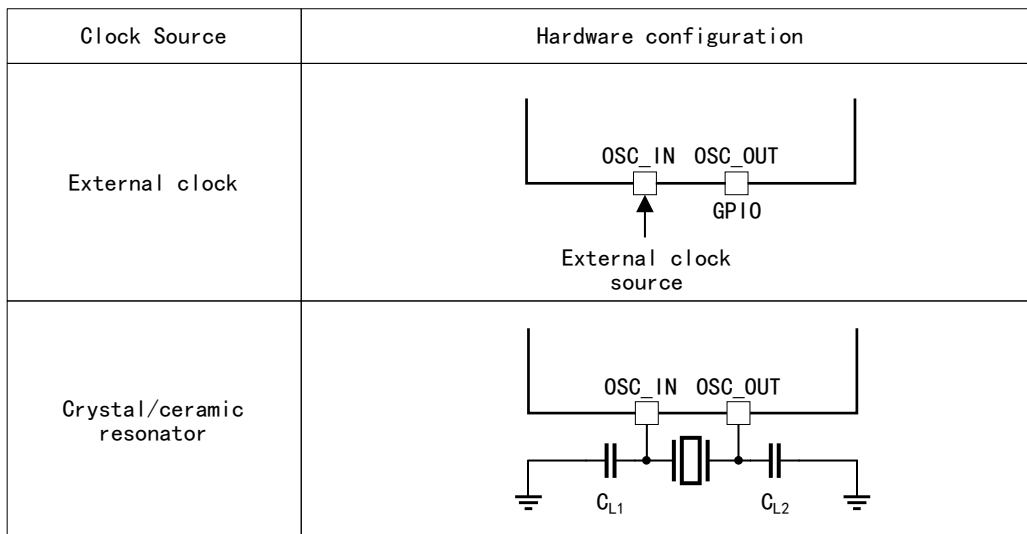 Clock Source
Hardware configuration
External clock
OSC_IN OSC_OUT
GPIO
External clock
source
Crystal/ceramic
resonator
OSC_IN OSC_OUT
CL1
CL2